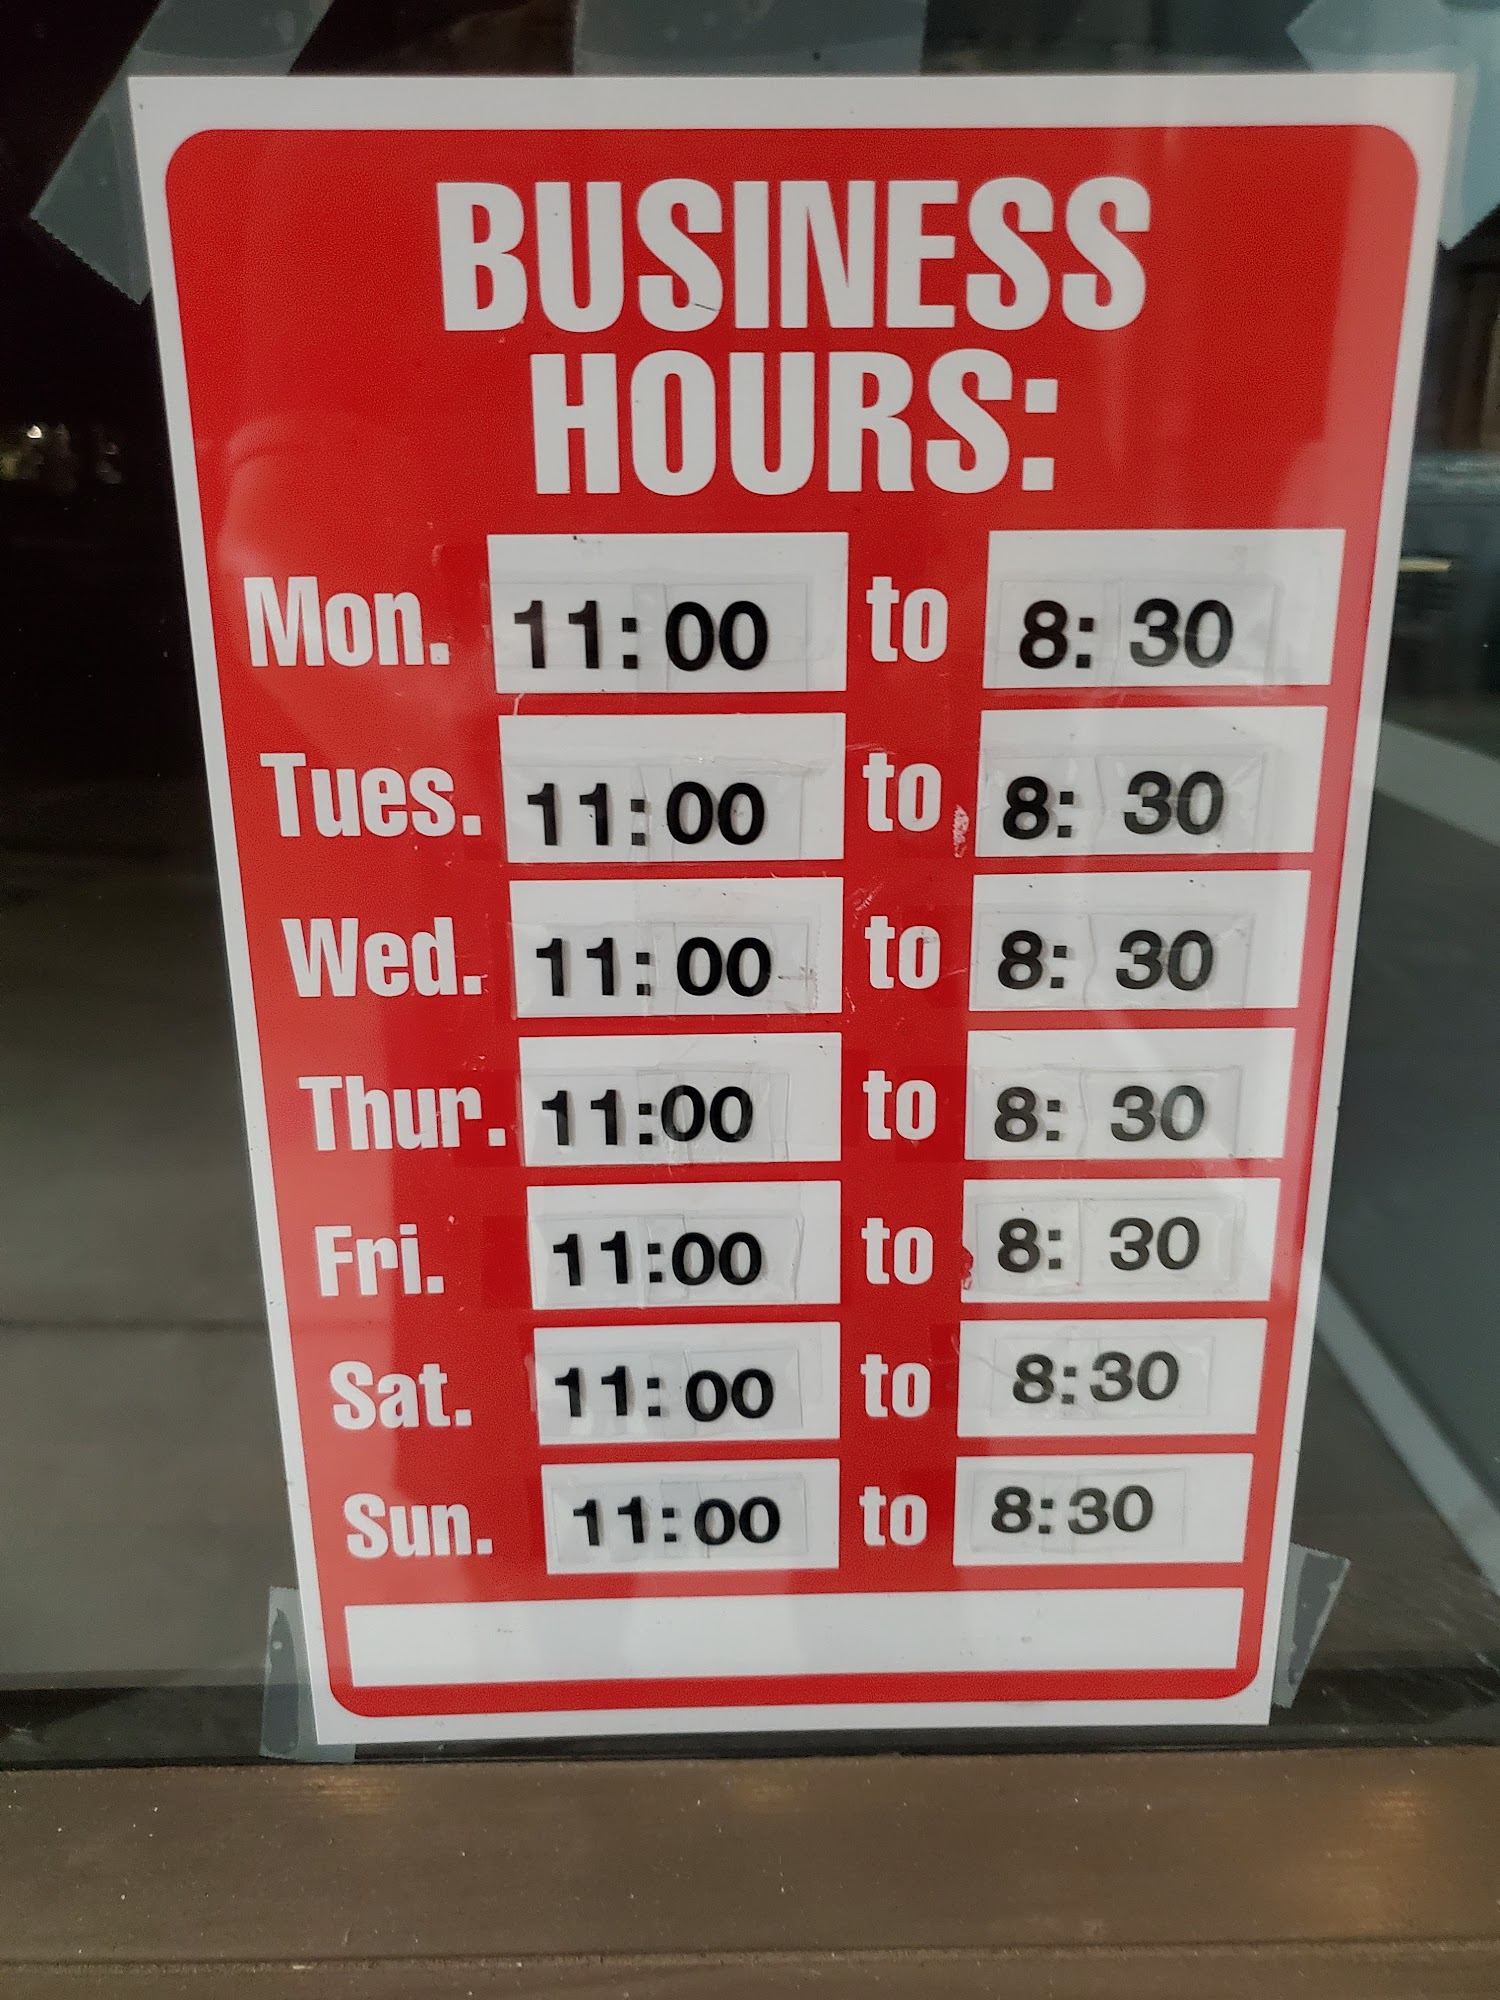 BUSINESS
HOURS:
Mon. 11:00 to 8:30
Tues. 11:00 to 8:30
Wed. 11:00 to 8:30
Thur. 11:00 to 8:30
Fri. 11:00 to 8:30
Sat. 11:00 to 8:30
Sun. 11:00 to 8:30